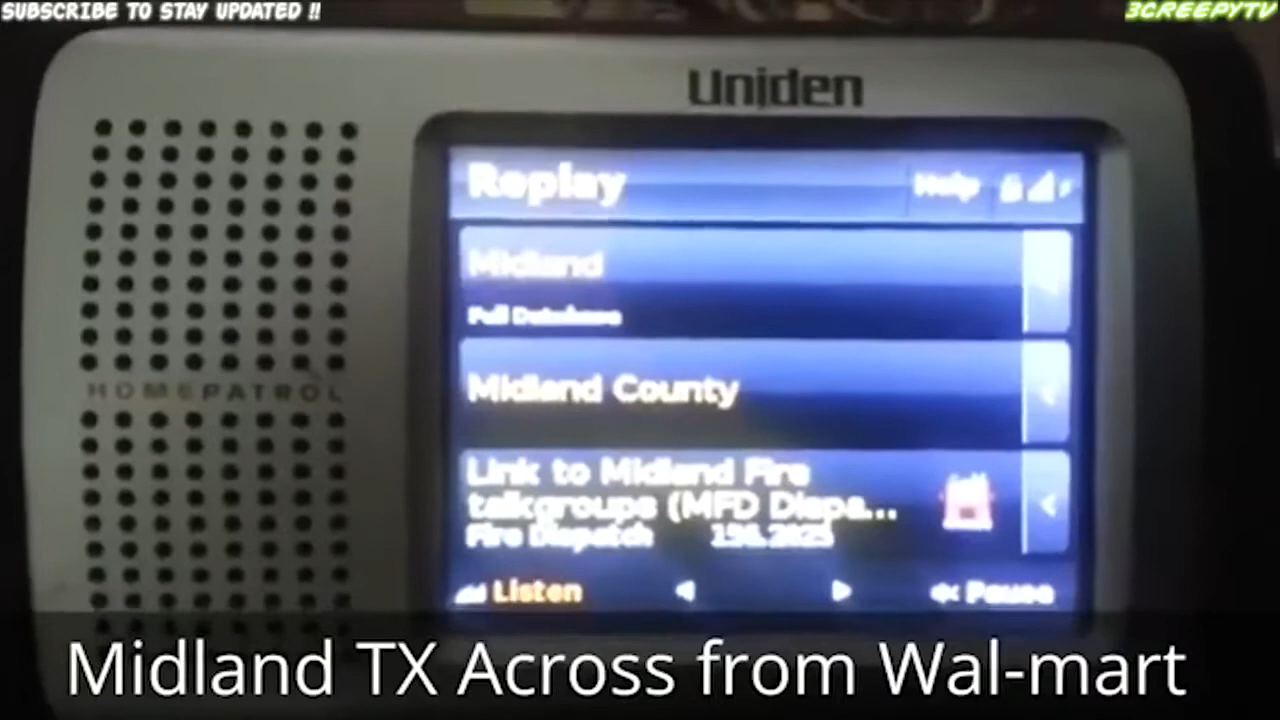 SUBSCRIBE TO STAY UPDATED !!
3CREEPYTV
Uniden
Replay
Help
Midland
Full Database
HOMEPATROL
Midland County
Link to Midland Fire
talkgroups (MFD Dispa...
Fire Dispatch
Listen
Pause
Midland TX Across from Wal-mart